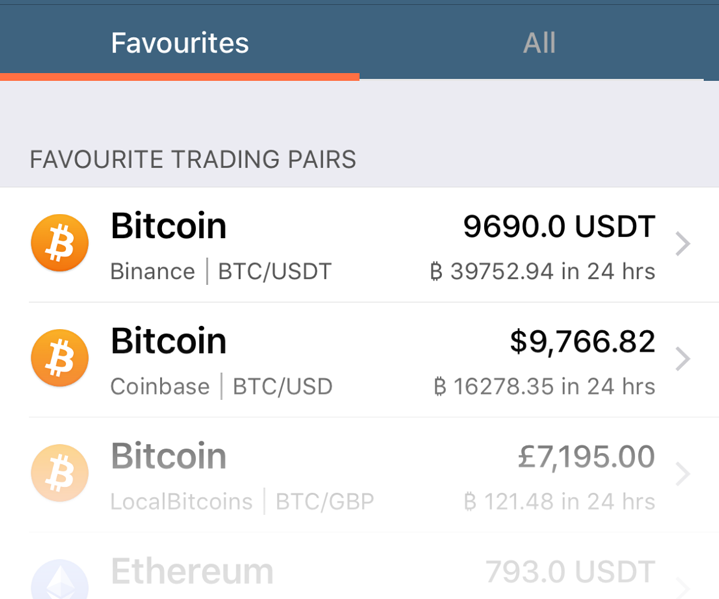 Favourites All
FAVOURITE TRADING PAIRS
Bitcoin 9690.0 USDT
Binance | BTC/USDT ₿ 39752.94 in 24 hrs
Bitcoin $9,766.82
Coinbase | BTC/USD ₿ 16278.35 in 24 hrs
Bitcoin £7,195.00
LocalBitcoins | BTC/GBP ₿ 121.48 in 24 hrs
Ethereum 793.0 USDT